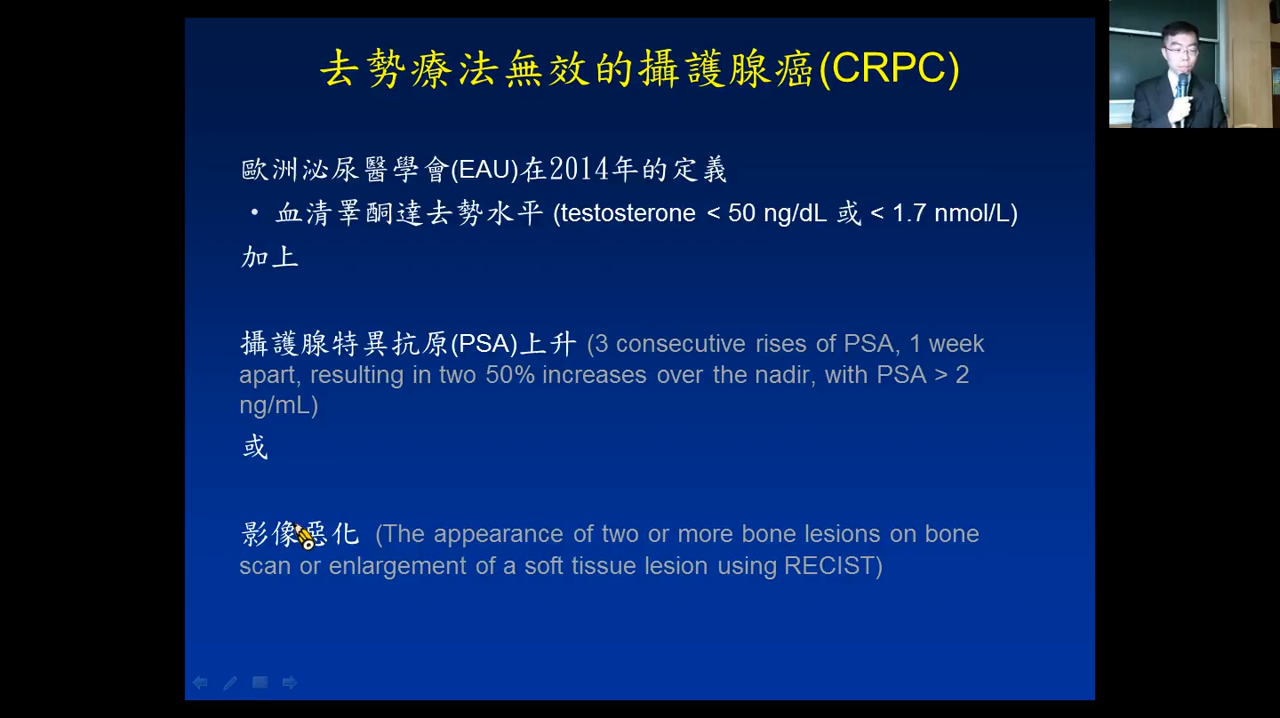 去勢療法無效的攝護腺癌(CRPC)
歐洲泌尿醫學會(EAU)在2014年的定義
• 血清睪酮達去勢水平 (testosterone < 50 ng/dL 或 < 1.7 nmol/L)
加上
攝護腺特異抗原(PSA)上升 (3 consecutive rises of PSA, 1 week
apart, resulting in two 50% increases over the nadir, with PSA > 2
ng/mL)
或
影像惡化 (The appearance of two or more bone lesions on bone
scan or enlargement of a soft tissue lesion using RECIST)